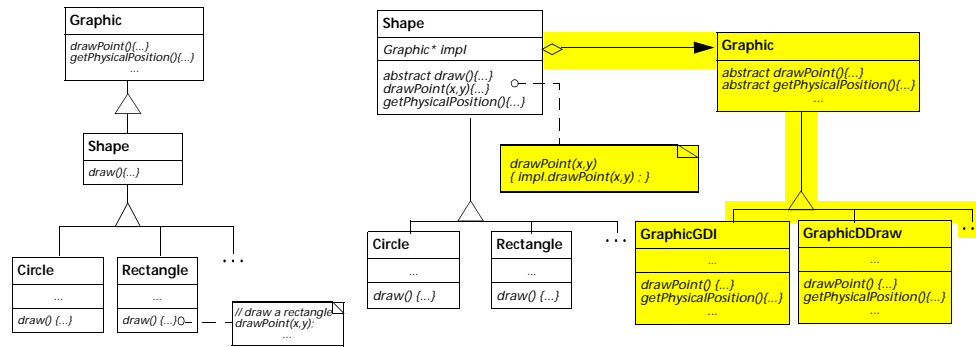 Graphic
drawPoint(){...}
getPhysicalPosition(){...}
...
Shape
draw(){...}
...
Circle
...
draw() {...}
Rectangle
...
draw() {...}
// draw a rectangle
drawPoint(x,y);
...
Shape
Graphic* impl
abstract draw(){...}
drawPoint(x,y){...}
getPhysicalPosition(){...}
drawPoint(x,y)
{ impl.drawPoint(x,y) ; }
...
Circle
...
draw() {...}
Rectangle
...
draw() {...}
Graphic
abstract drawPoint(){...}
abstract getPhysicalPosition(){...}
...
...
GraphicGDI
...
drawPoint() {...}
getPhysicalPosition(){...}
GraphicDDraw
...
drawPoint() {...}
getPhysicalPosition(){...}